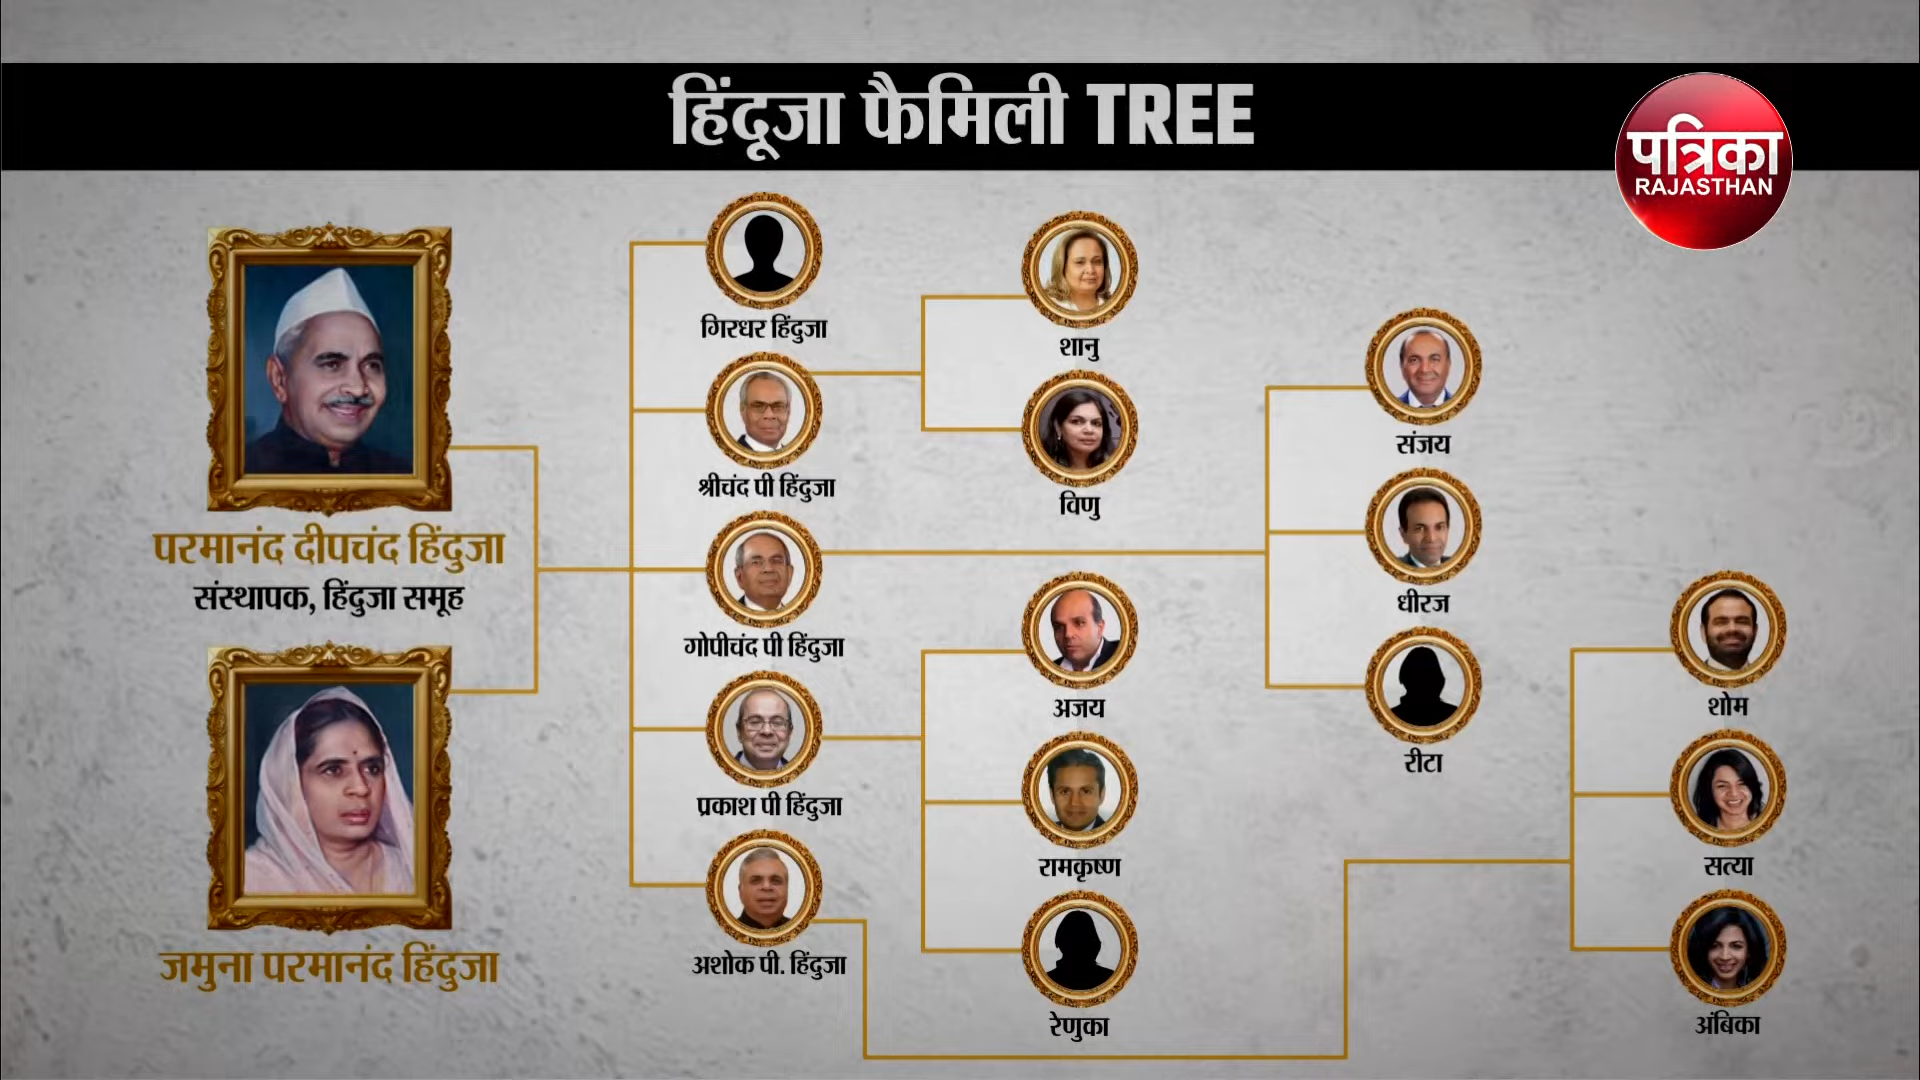 हिंदूजा फैमिली TREE
पत्रिका
RAJASTHAN
परमानंद दीपचंद हिंदुजा
संस्थापक, हिंदुजा समूह
जमुना परमानंद हिंदुजा
गिरधर हिंदुजा
श्रीचंद पी हिंदुजा
गोपीचंद पी हिंदुजा
प्रकाश पी हिंदुजा
अशोक पी. हिंदुजा
शानु
विणु
अजय
रामकृष्ण
रेणुका
संजय
धीरज
रीटा
शोम
सत्या
अंबिका